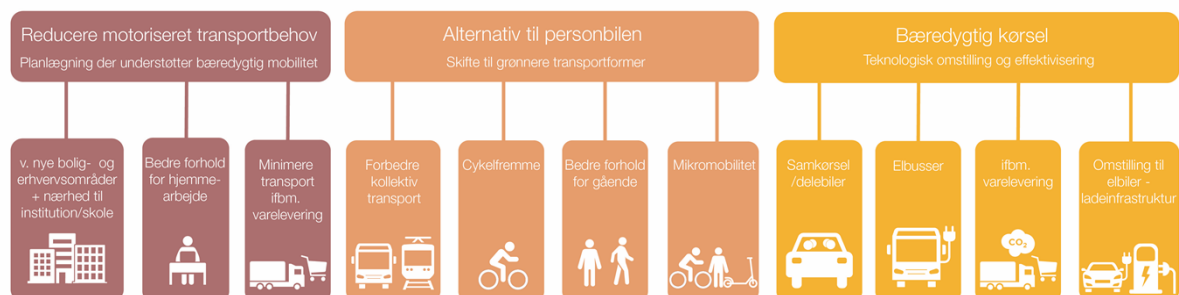 Reducere motoriseret transportbehov
Planlægning der understøtter bæredygtig mobilitet
v. nye bolig- og
erhvervsområder
+ nærhed til
institution/skole
Bedre forhold
for hjemme-
arbejde
Minimere
transport
ifbm.
varelevering
Alternativ til personbilen
Skifte til grønnere transportformer
Forbedre
kollektiv
transport
Cykelfremme
Bedre forhold
for gående
Mikromobilitet
Bæredygtig kørsel
Teknologisk omstilling og effektivisering
Samkørsel
/delebiler
Elbusser
ifbm.
varelevering
CO2
Omstilling til
elbiler -
ladeinfrastruktur